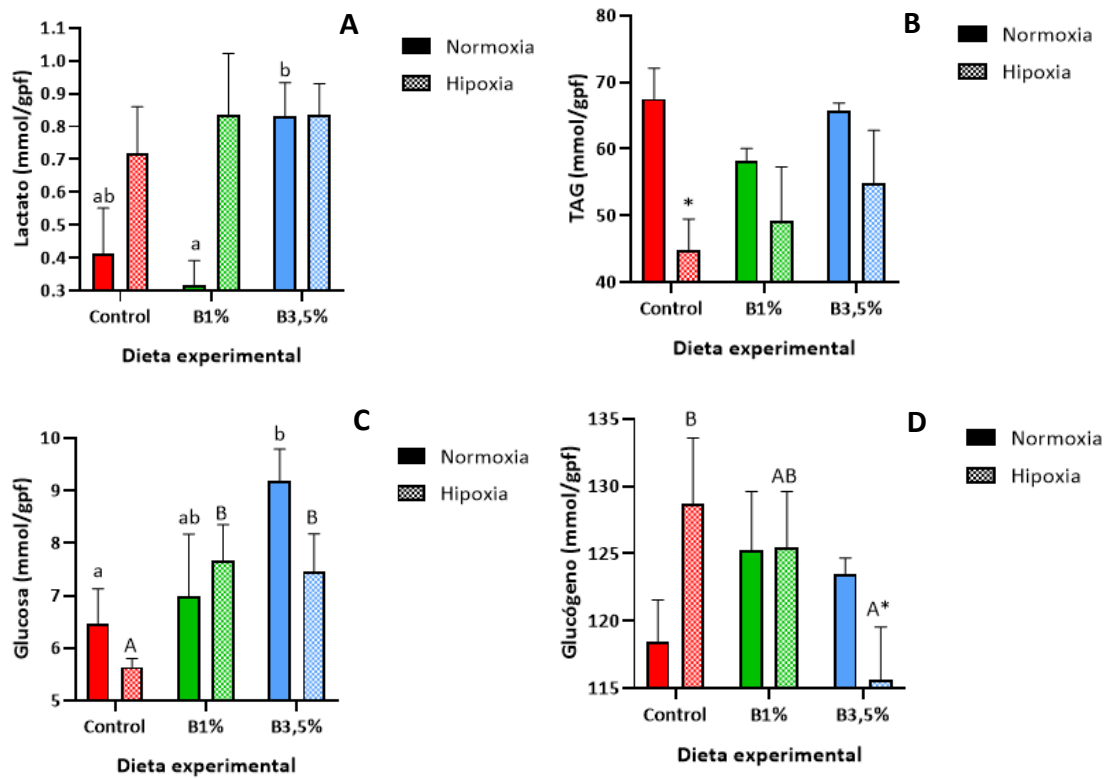 A
Lactato (mmol/gpf)
1.1
1.0
0.9
0.8
0.7
0.6
0.5
0.4
0.3
ab
a
b
Control B1% B3,5%
Dieta experimental
Normoxia
Hipoxia
B
TAG (mmol/gpf)
80
70
60
50
40
*
Control B1% B3,5%
Dieta experimental
Normoxia
Hipoxia
C
Glucosa (mmol/gpf)
10
9
8
7
6
5
a
A
ab
B
b
B
Control B1% B3,5%
Dieta experimental
Normoxia
Hipoxia
D
Glucógeno (mmol/gpf)
135
130
125
120
115
B
AB
A*
Control B1% B3,5%
Dieta experimental
Normoxia
Hipoxia